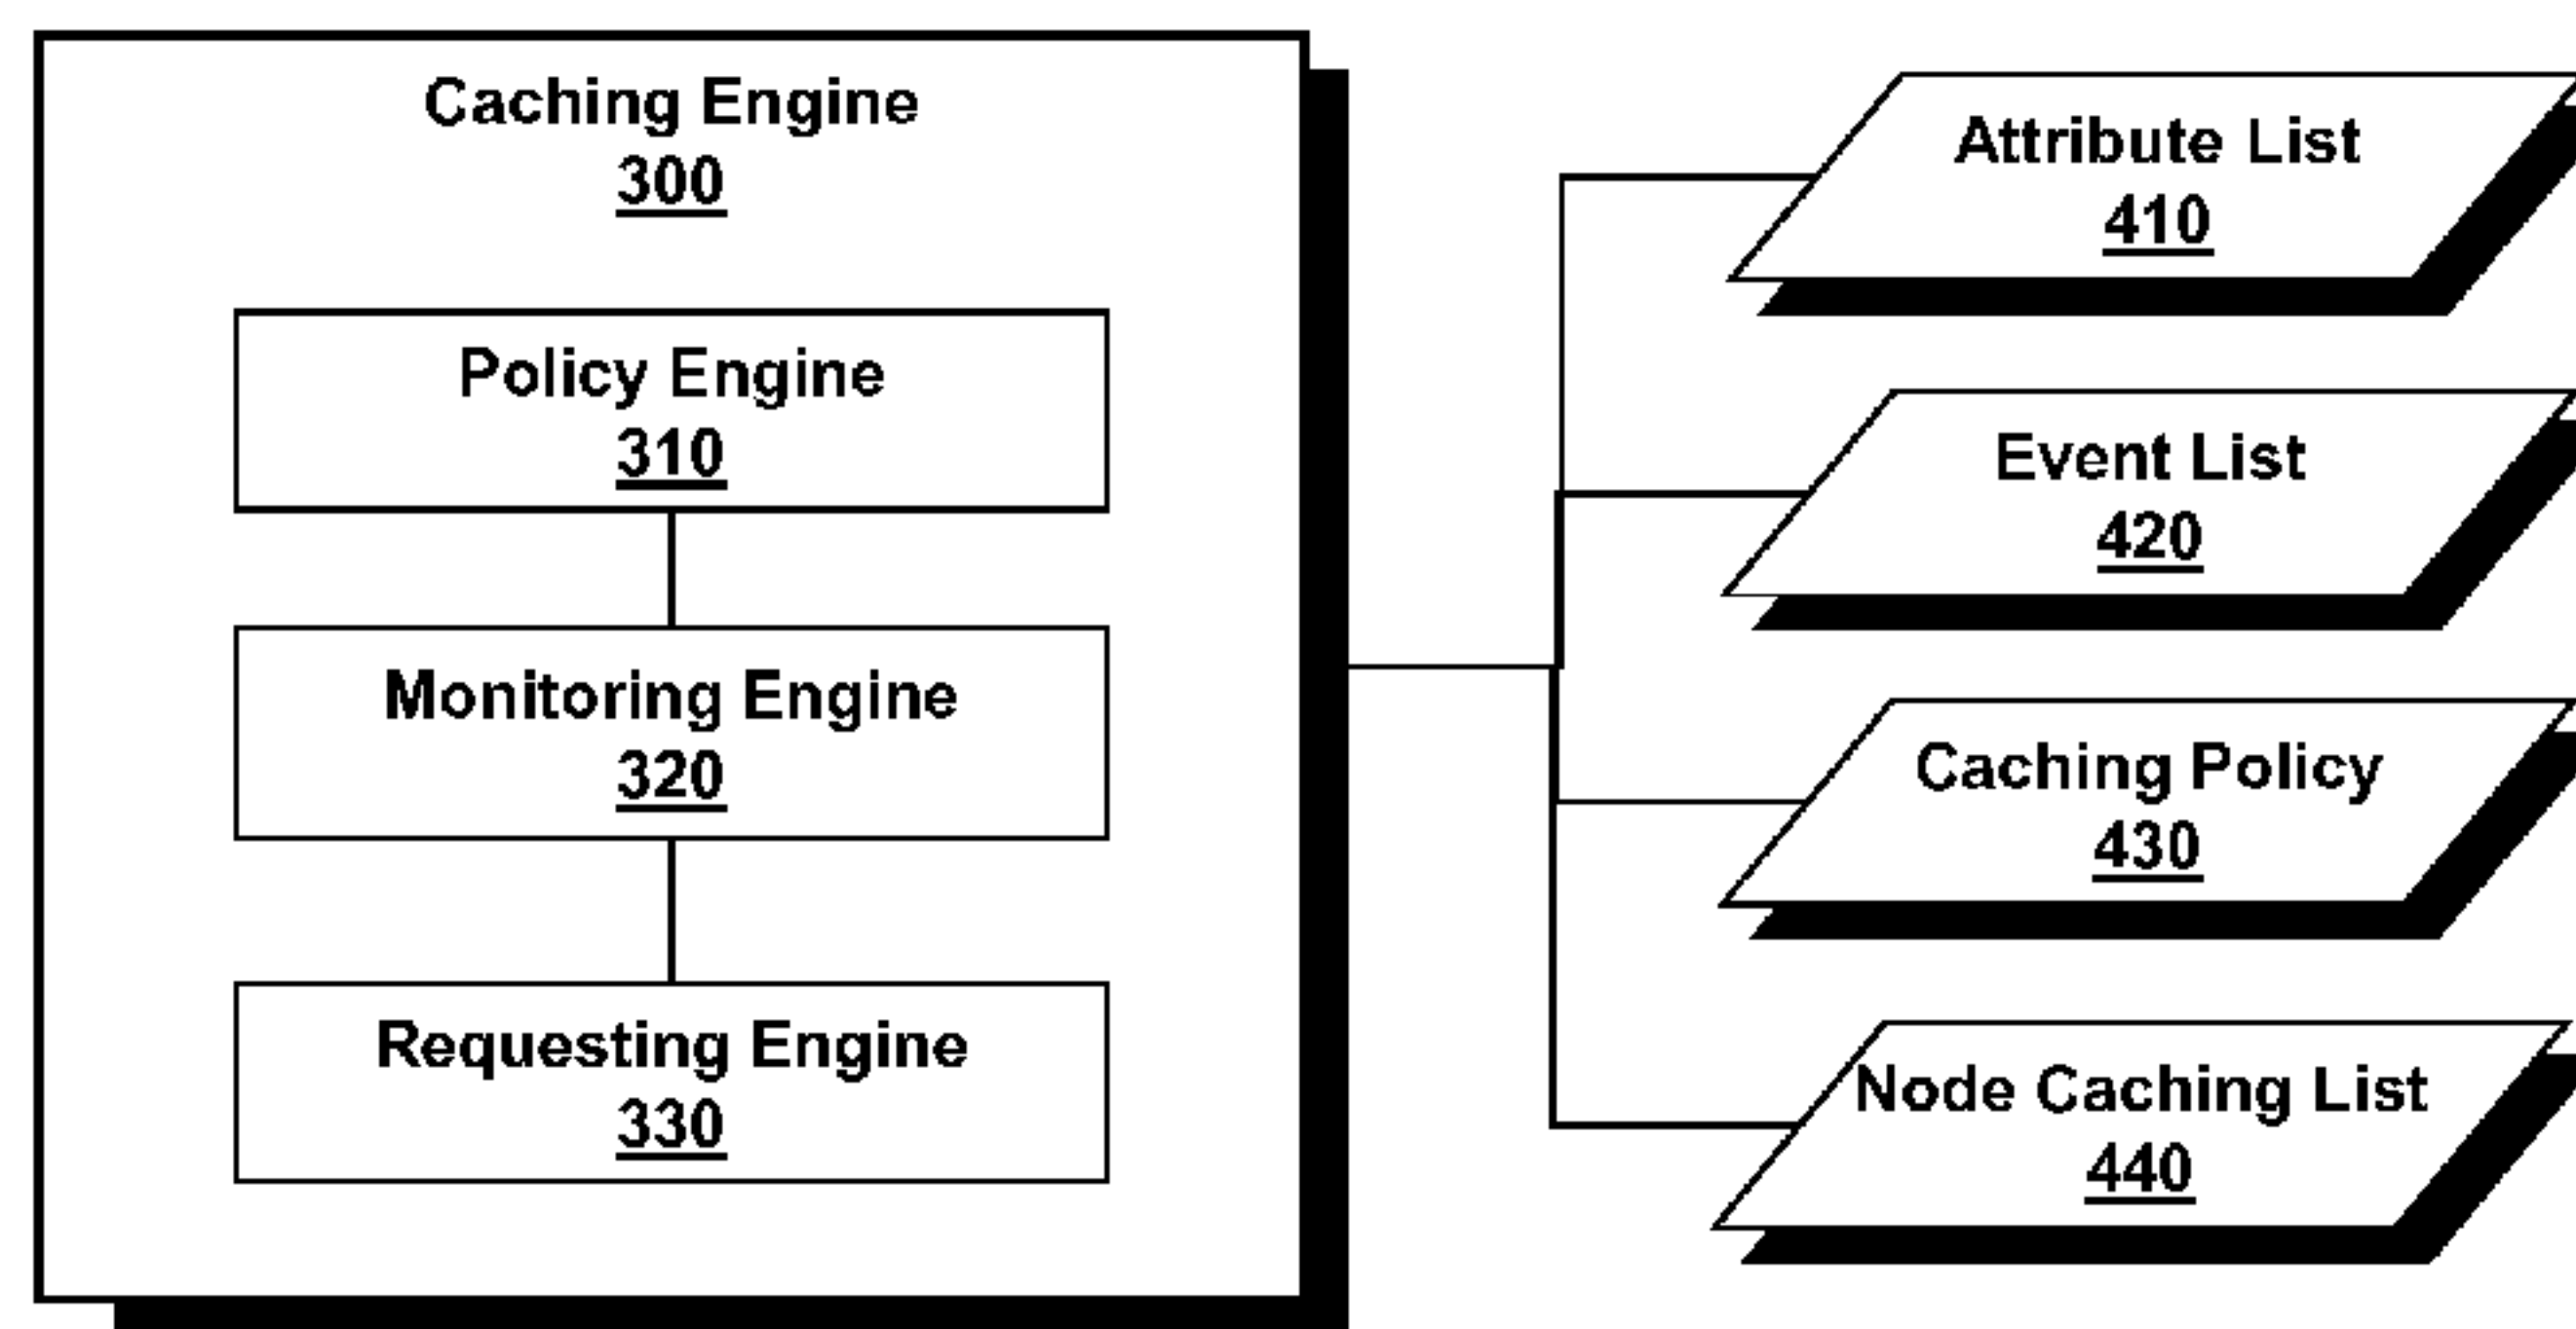 Caching Engine
300
Policy Engine
310
Monitoring Engine
320
Requesting Engine
330
Attribute List
410
Event List
420
Caching Policy
430
Node Caching List
440